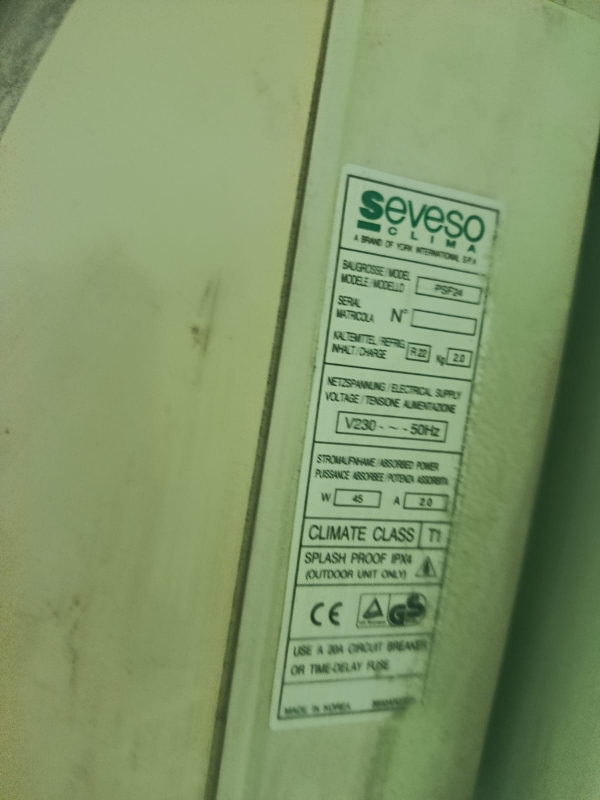 Seveso
CLIMA
A BRAND OF YORK INTERNATIONAL S.P.A
BAUGROSSE / MODEL
MODELE / MODELLO
PSF24
SERIAL
MATRICOLA
N°
KALTEMITTEL / REFRIG.
INHALT / CHARGE
R 22
Kg
2.0
NETZSPANNUNG / ELECTRICAL SUPPLY
VOLTAGE / TENSIONE ALIMENTAZIONE
V230 - ~ - 50Hz
STROMAUFNHAME / ABSORBED POWER
PUISSANCE ABSORBEE / POTENZA ASSORBITA
W 45 A 2.0
CLIMATE CLASS T1
SPLASH PROOF IPX4
(OUTDOOR UNIT ONLY)
CE
GS
USE A 20A CIRCUIT BREAKER
OR TIME-DELAY FUSE
MADE IN KOREA